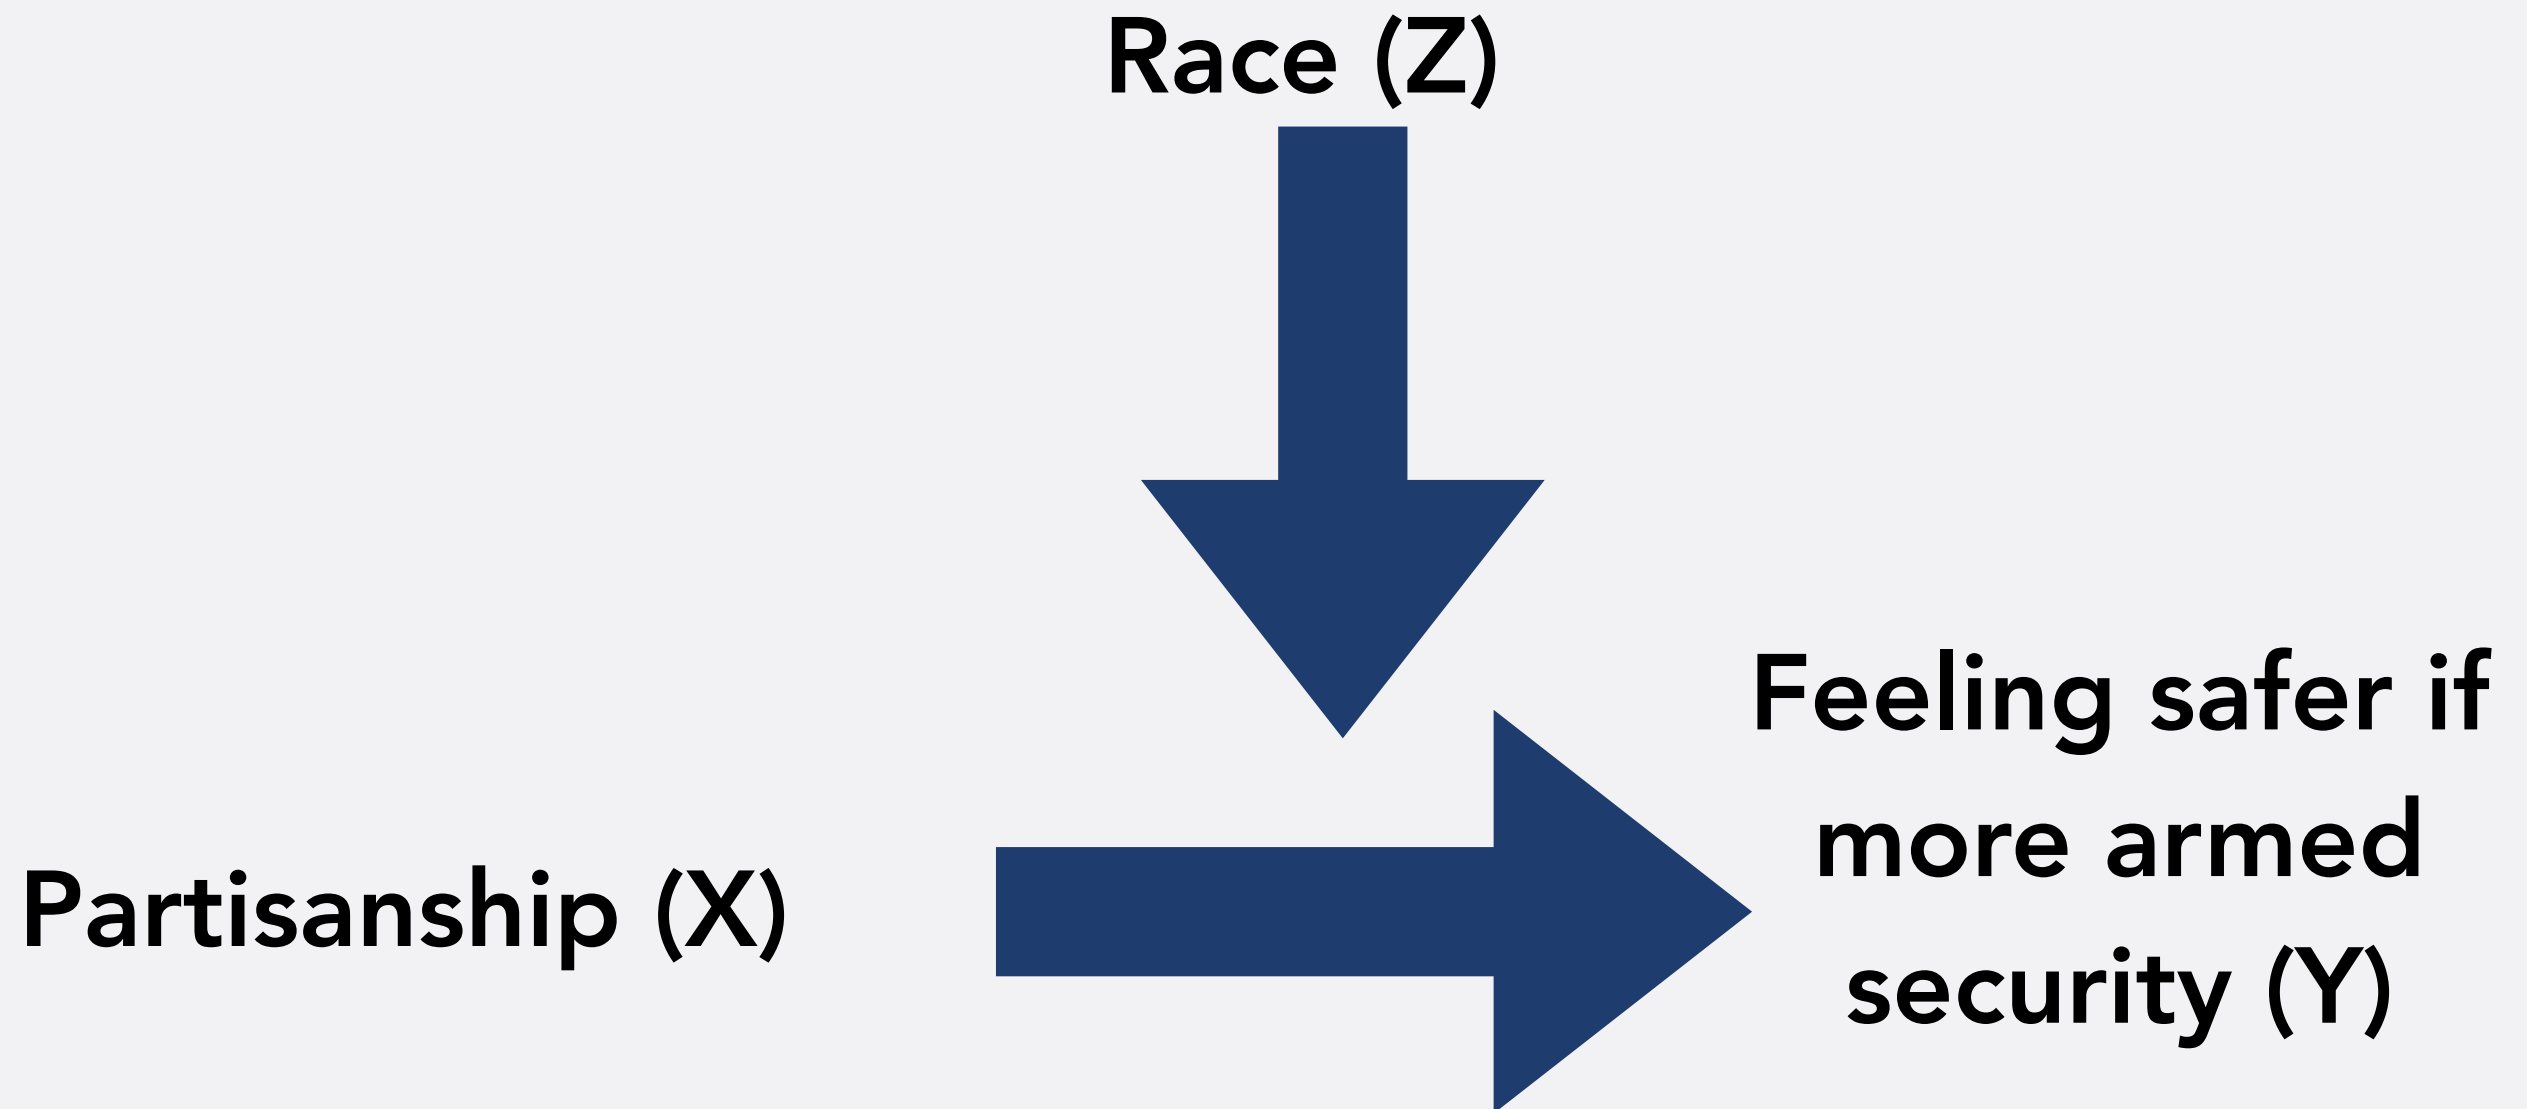 Race (Z)
Partisanship (X)
Feeling safer if
more armed
security (Y)